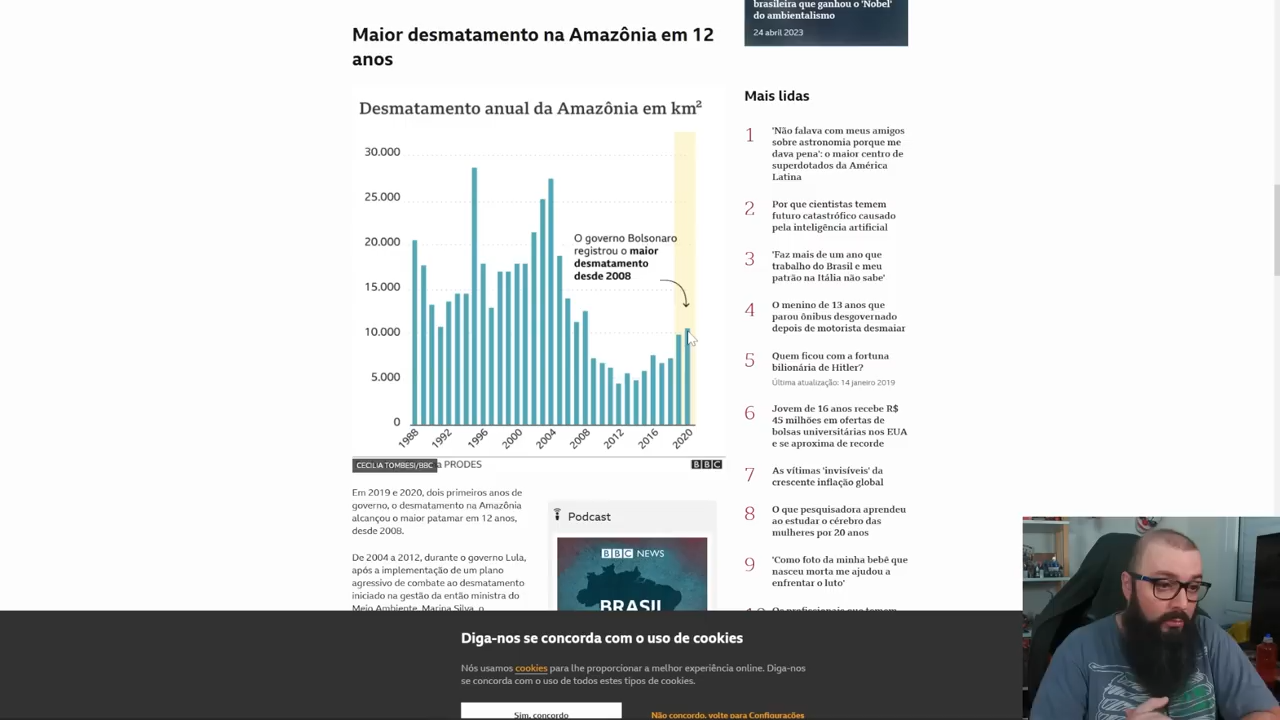 brasileira que ganhou o 'Nobel'
do ambientalismo
24 abril 2023
Maior desmatamento na Amazônia em 12
anos
Desmatamento anual da Amazônia em km²
30.000
25.000
20.000
15.000
10.000
5.000
0
O governo Bolsonaro
registrou o maior
desmatamento
desde 2008
1988
1992
1996
2000
2004
2008
2012
2016
2020
CECILIA TOMBESI/BBC
a PRODES
BBC
Em 2019 e 2020, dois primeiros anos de
governo, o desmatamento na Amazônia
alcançou o maior patamar em 12 anos,
desde 2008.
De 2004 a 2012, durante o governo Lula,
após a implementação de um plano
agressivo de combate ao desmatamento
iniciado na gestão da então ministra do
Meio Ambiente, Marina Silva, o
Podcast
BBC NEWS
BRASIL
Mais lidas
1
'Não falava com meus amigos
sobre astronomia porque me
dava pena': o maior centro de
superdotados da América
Latina
2
Por que cientistas temem
futuro catastrófico causado
pela inteligência artificial
3
'Faz mais de um ano que
trabalho do Brasil e meu
patrão na Itália não sabe'
4
O menino de 13 anos que
parou ônibus desgovernado
depois de motorista desmaiar
5
Quem ficou com a fortuna
bilionária de Hitler?
Última atualização: 14 janeiro 2019
6
Jovem de 16 anos recebe R$
45 milhões em ofertas de
bolsas universitárias nos EUA
e se aproxima de recorde
7
As vítimas 'invisíveis' da
crescente inflação global
8
O que pesquisadora aprendeu
ao estudar o cérebro das
mulheres por 20 anos
9
'Como foto da minha bebê que
nasceu morta me ajudou a
enfrentar o luto'
Os profissionais que temem
Diga-nos se concorda com o uso de cookies
Nós usamos cookies para lhe proporcionar a melhor experiência online. Diga-nos
se concorda com o uso de todos estes tipos de cookies.
Sim, concordo
Não concordo, volte para Configurações